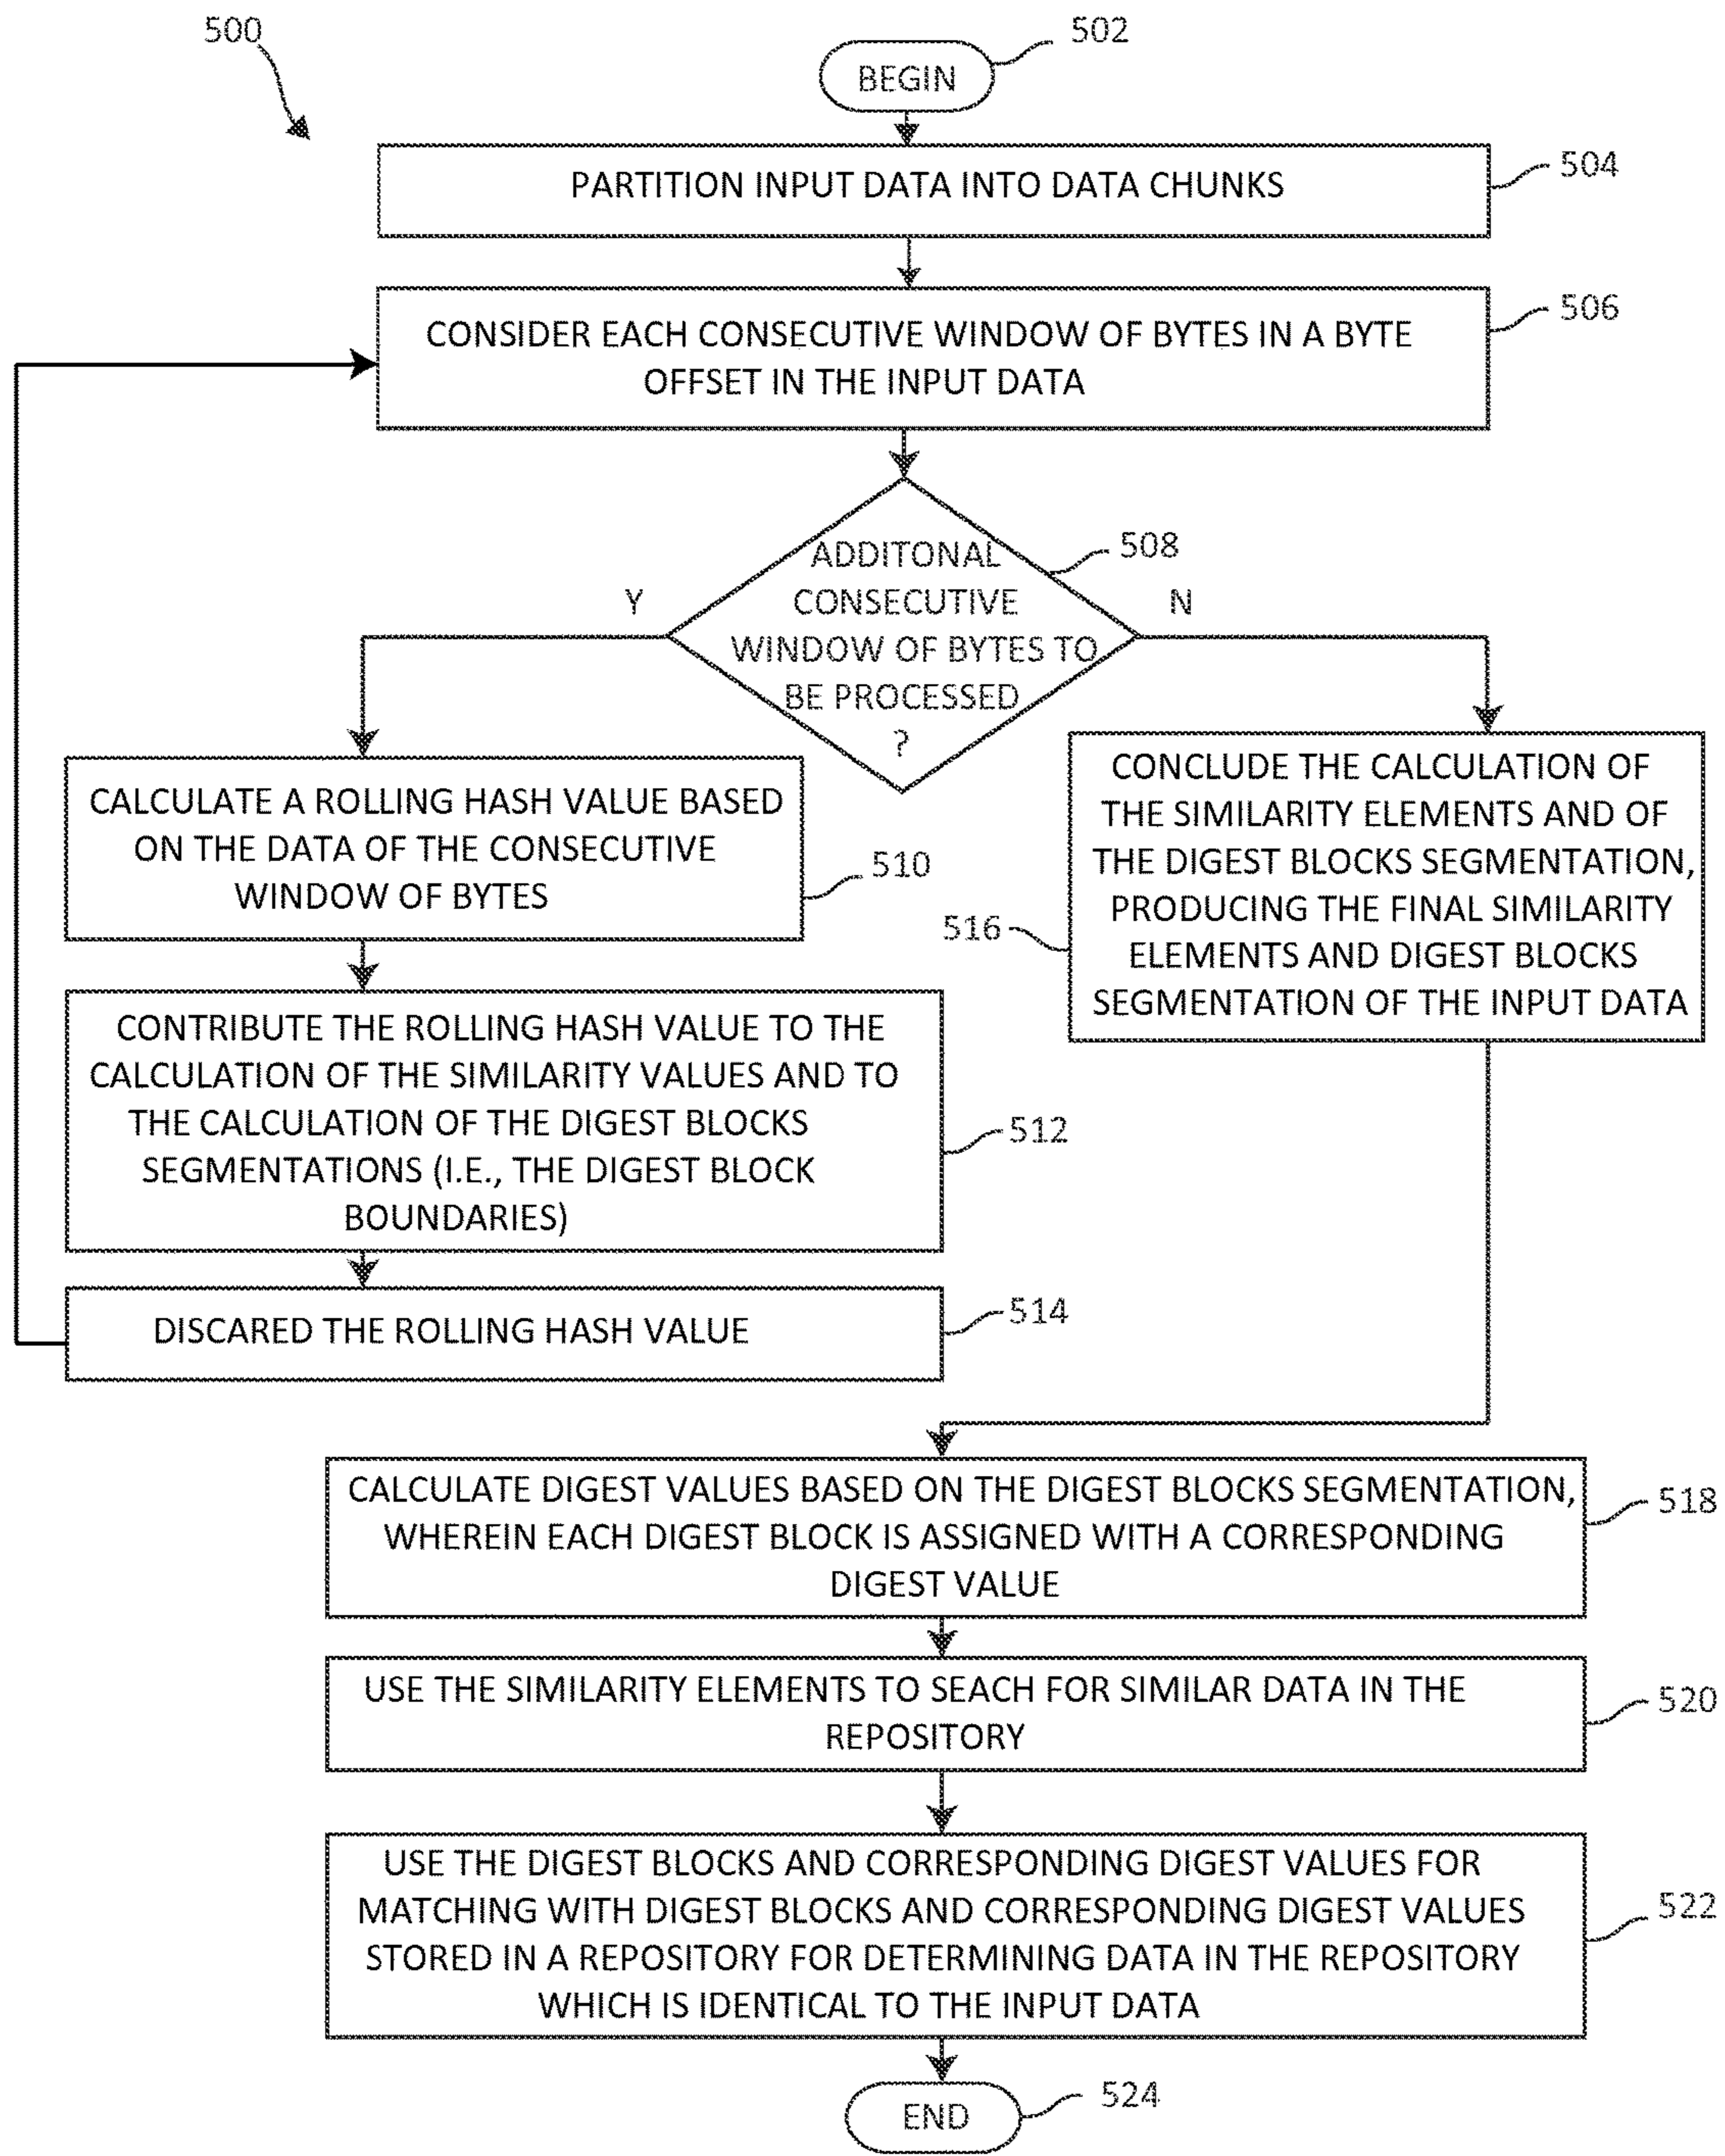 500
502
BEGIN
PARTITION INPUT DATA INTO DATA CHUNKS
504
CONSIDER EACH CONSECUTIVE WINDOW OF BYTES IN A BYTE
OFFSET IN THE INPUT DATA
506
ADDITONAL
CONSECUTIVE
WINDOW OF BYTES TO
BE PROCESSED
?
508
Y
N
CALCULATE A ROLLING HASH VALUE BASED
ON THE DATA OF THE CONSECUTIVE
WINDOW OF BYTES
510
CONTRIBUTE THE ROLLING HASH VALUE TO THE
CALCULATION OF THE SIMILARITY VALUES AND TO
THE CALCULATION OF THE DIGEST BLOCKS
SEGMENTATIONS (I.E., THE DIGEST BLOCK
BOUNDARIES)
512
DISCARED THE ROLLING HASH VALUE
514
CONCLUDE THE CALCULATION OF
THE SIMILARITY ELEMENTS AND OF
THE DIGEST BLOCKS SEGMENTATION,
PRODUCING THE FINAL SIMILARITY
ELEMENTS AND DIGEST BLOCKS
SEGMENTATION OF THE INPUT DATA
516
CALCULATE DIGEST VALUES BASED ON THE DIGEST BLOCKS SEGMENTATION,
WHEREIN EACH DIGEST BLOCK IS ASSIGNED WITH A CORRESPONDING
DIGEST VALUE
518
USE THE SIMILARITY ELEMENTS TO SEACH FOR SIMILAR DATA IN THE
REPOSITORY
520
USE THE DIGEST BLOCKS AND CORRESPONDING DIGEST VALUES FOR
MATCHING WITH DIGEST BLOCKS AND CORRESPONDING DIGEST VALUES
STORED IN A REPOSITORY FOR DETERMINING DATA IN THE REPOSITORY
WHICH IS IDENTICAL TO THE INPUT DATA
522
END
524